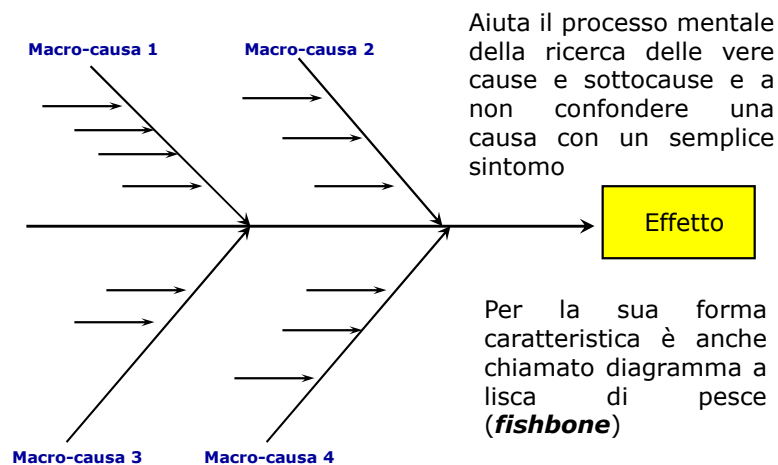 Macro-causa 1
Macro-causa 2
Aiuta il processo mentale
della ricerca delle vere
cause e sottocause e a
non confondere una
causa con un semplice
sintomo
Effetto
Per la sua forma
caratteristica è anche
chiamato diagramma a
lisca di pesce
(fishbone)
Macro-causa 3
Macro-causa 4